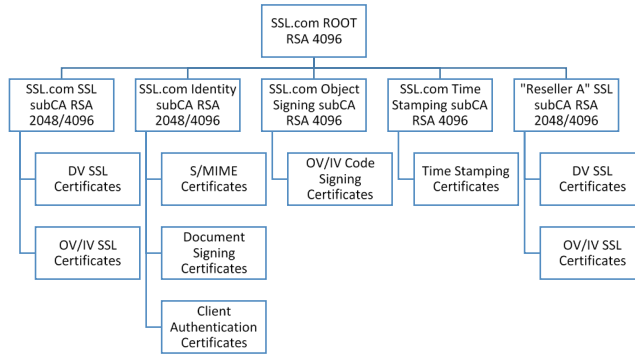 SSL.com ROOT
RSA 4096
SSL.com SSL
subCA RSA
2048/4096
SSL.com Identity
subCA RSA
2048/4096
SSL.com Object
Signing subCA
RSA 4096
SSL.com Time
Stamping subCA
RSA 4096
"Reseller A" SSL
subCA RSA
2048/4096
DV SSL
Certificates
S/MIME
Certificates
OV/IV Code
Signing
Certificates
Time Stamping
Certificates
DV SSL
Certificates
OV/IV SSL
Certificates
Document
Signing
Certificates
OV/IV SSL
Certificates
Client
Authentication
Certificates